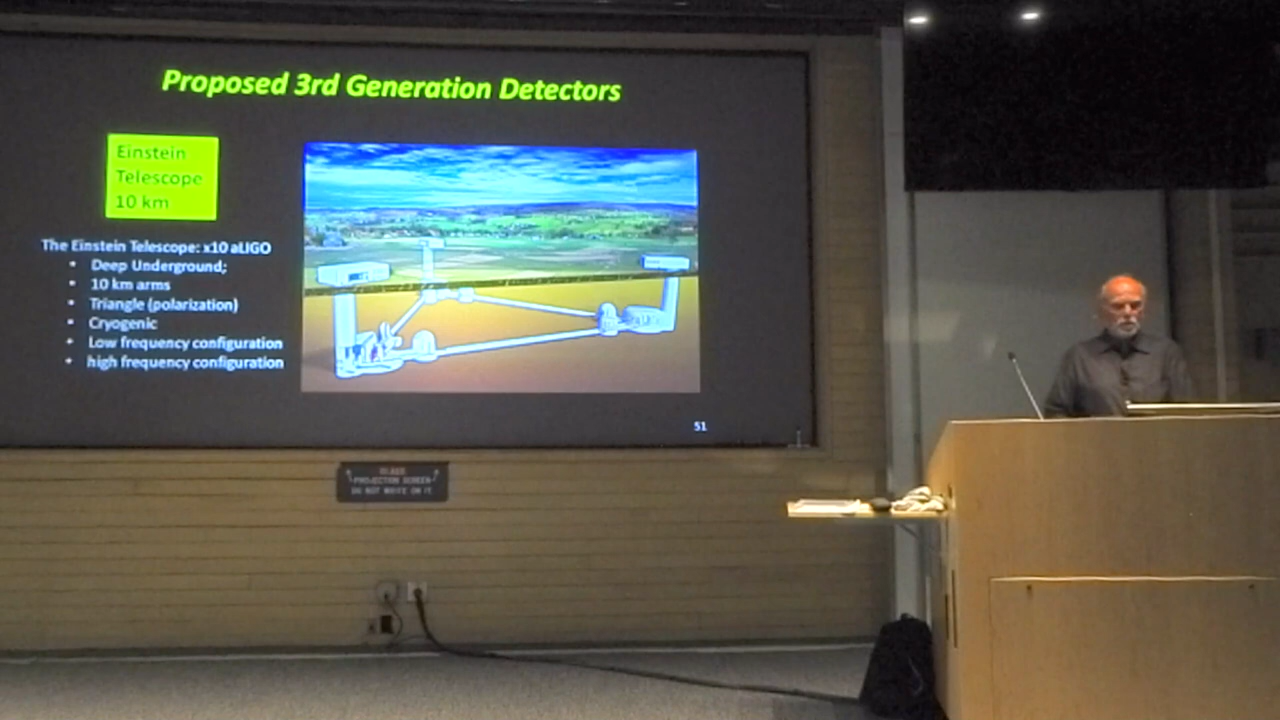 Proposed 3rd Generation Detectors
Einstein
Telescope
10 km
The Einstein Telescope: x10 aLIGO
• Deep Underground;
• 10 km arms
• Triangle (polarization)
• Cryogenic
• Low frequency configuration
• high frequency configuration
51
GLASS
PROJECTION SCREEN
DO NOT WRITE ON IT